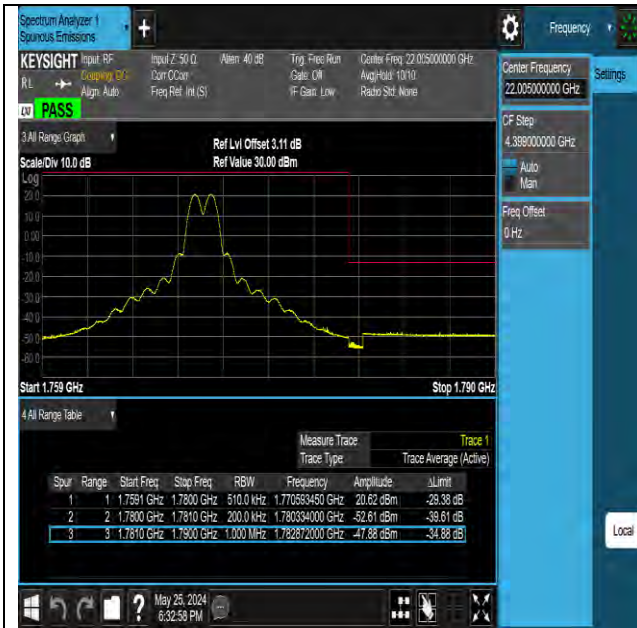 Spectrum Analyzer 1
Spurious Emissions
+
Frequency
KEYSIGHT Input: RF Input Z: 50 Ω Atten: 40 dB Trig: Free Run Center Freq: 22.005000000 GHz
RL Coupling: DC Corr CCorr Gate: Off Avg|Hold: 10/10
Align: Auto Freq Ref: Int (S) IF Gain: Low Radio Std: None
LXI PASS
Center Frequency
22.005000000 GHz
Settings
CF Step
4.399000000 GHz
Auto
Man
Freq Offset
0 Hz
3 All Range Graph
Ref Lvl Offset 3.11 dB
Scale/Div 10.0 dB Ref Value 30.00 dBm
Log
20.0
10.0
0.00
-10.0
-20.0
-30.0
-40.0
-50.0
-60.0
Start 1.759 GHz Stop 1.790 GHz
4 All Range Table
Measure Trace Trace 1
Trace Type Trace Average (Active)
Spur Range Start Freq Stop Freq RBW Frequency Amplitude ΔLimit
1 1 1.7591 GHz 1.7800 GHz 510.0 kHz 1.770593450 GHz 20.62 dBm -29.38 dB
2 2 1.7800 GHz 1.7810 GHz 200.0 kHz 1.780334000 GHz -52.61 dBm -39.61 dB
3 3 1.7810 GHz 1.7900 GHz 1.000 MHz 1.782872000 GHz -47.88 dBm -34.88 dB
Local
?
May 25, 2024
6:32:58 PM